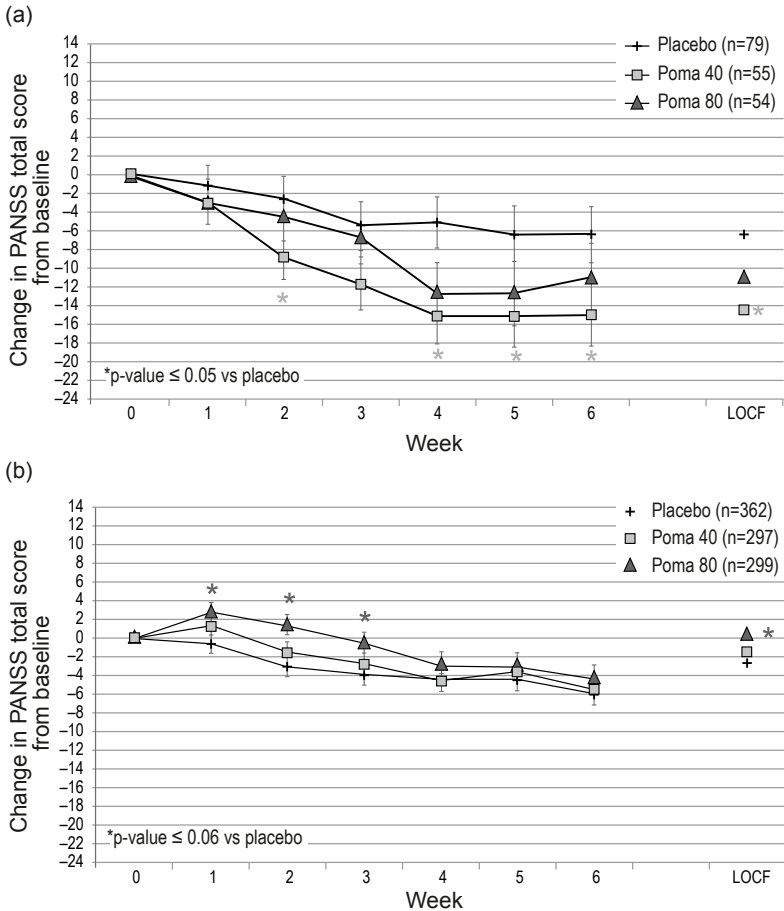 (a)
14
12
10
8
6
4
2
0
–2
–4
–6
–8
–10
–12
–14
–16
–18
–20
–22
–24
Change in PANSS total score
from baseline
Placebo (n=79)
Poma 40 (n=55)
Poma 80 (n=54)
*
*
*
*
*
*p-value ≤ 0.05 vs placebo
0 1 2 3 4 5 6 LOCF
Week
(b)
14
12
10
8
6
4
2
0
–2
–4
–6
–8
–10
–12
–14
–16
–18
–20
–22
–24
Change in PANSS total score
from baseline
Placebo (n=362)
Poma 40 (n=297)
Poma 80 (n=299)
*
*
*
*
*p-value ≤ 0.06 vs placebo
0 1 2 3 4 5 6 LOCF
Week